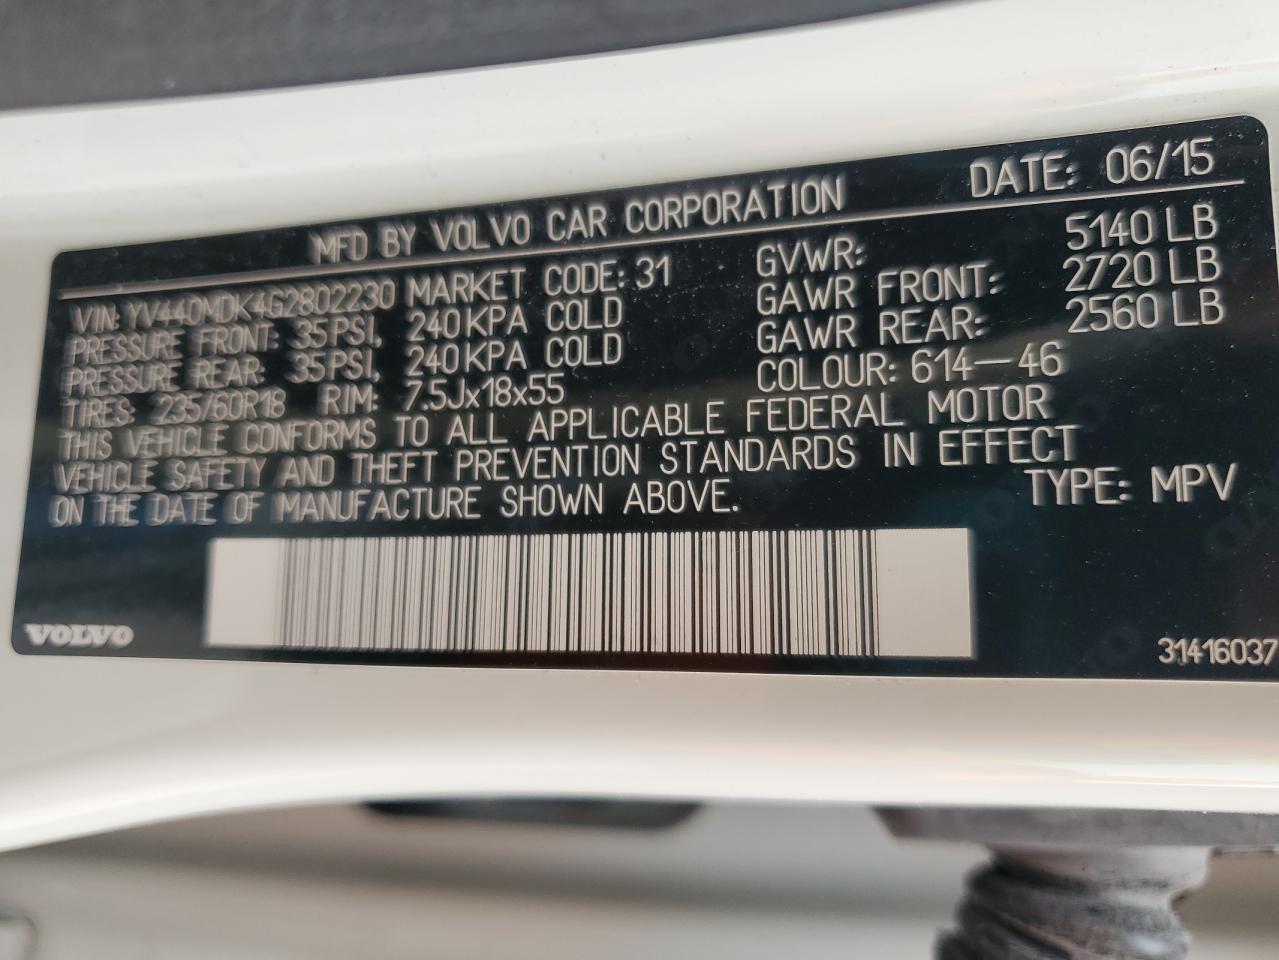 MFD BY VOLVO CAR CORPORATION DATE: 06/15
VIN: YV440MDK4G2802230 MARKET CODE: 31 GVWR: 5140 LB
PRESSURE FRONT: 35 PSI, 240 KPA COLD GAWR FRONT: 2720 LB
PRESSURE REAR: 35 PSI, 240 KPA COLD GAWR REAR: 2560 LB
TIRES: 235/60R18 RIM: 7.5Jx18x55 COLOUR: 614-46
THIS VEHICLE CONFORMS TO ALL APPLICABLE FEDERAL MOTOR
VEHICLE SAFETY AND THEFT PREVENTION STANDARDS IN EFFECT
ON THE DATE OF MANUFACTURE SHOWN ABOVE. TYPE: MPV
VOLVO 31416037